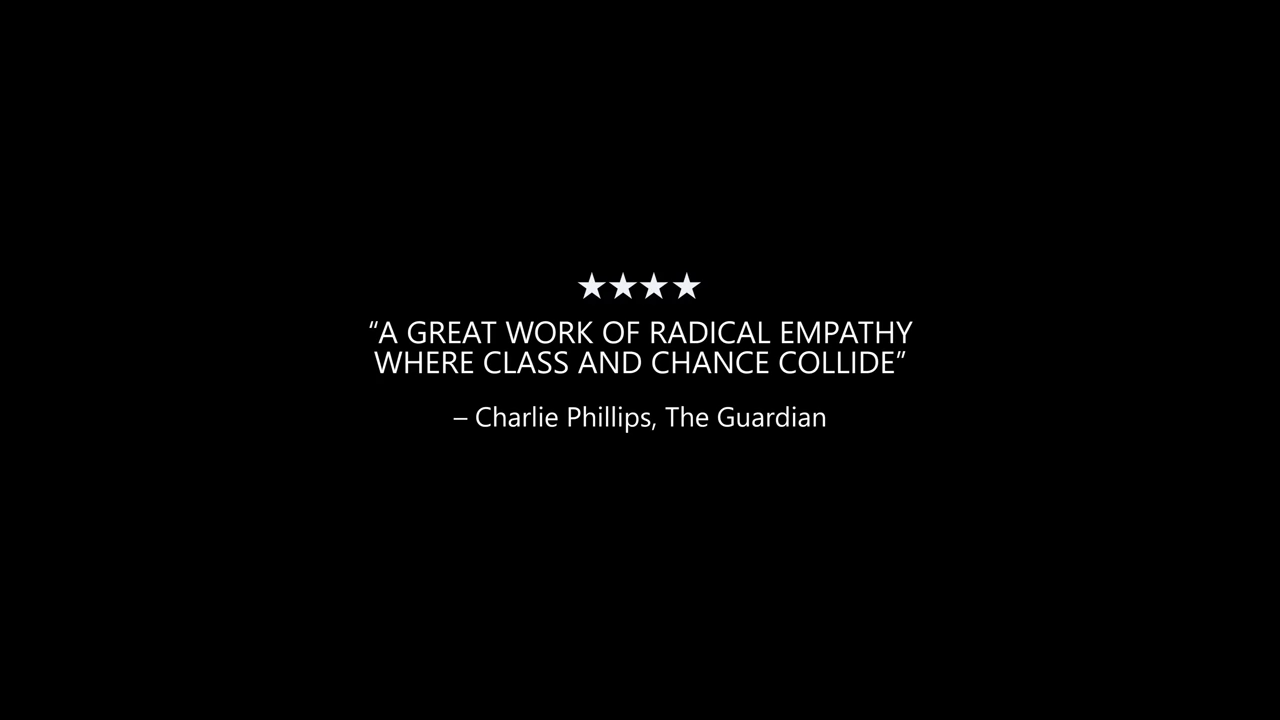 ★★★★
“A GREAT WORK OF RADICAL EMPATHY
WHERE CLASS AND CHANCE COLLIDE”
– Charlie Phillips, The Guardian